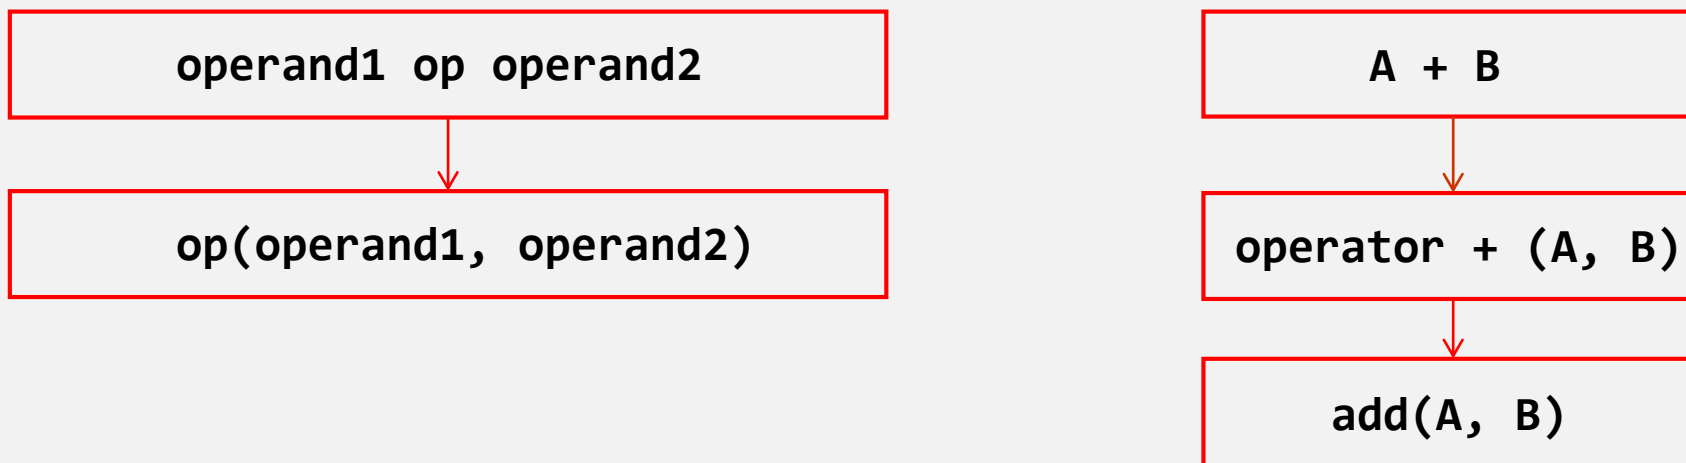 operand1 op operand2
op(operand1, operand2)
A + B
operator + (A, B)
add(A, B)